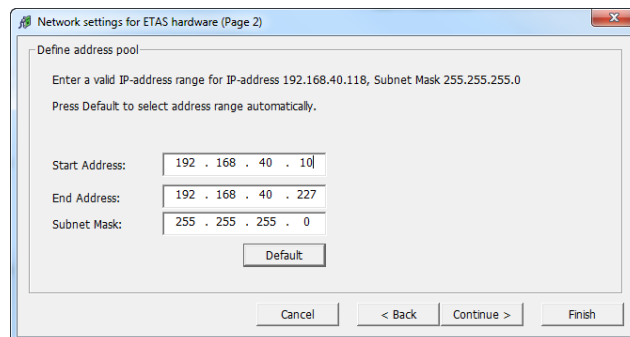 Network settings for ETAS hardware (Page 2)
x
Define address pool
Enter a valid IP-address range for IP-address 192.168.40.118, Subnet Mask 255.255.255.0
Press Default to select address range automatically.
Start Address: 192 . 168 . 40 . 10
End Address: 192 . 168 . 40 . 227
Subnet Mask: 255 . 255 . 255 . 0
Default
Cancel < Back Continue > Finish